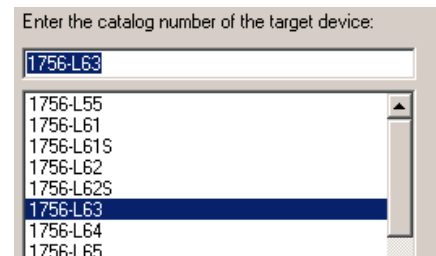 Enter the catalog number of the target device:
1756-L63
1756-L55
1756-L61
1756-L61S
1756-L62
1756-L62S
1756-L63
1756-L64
1756-L65